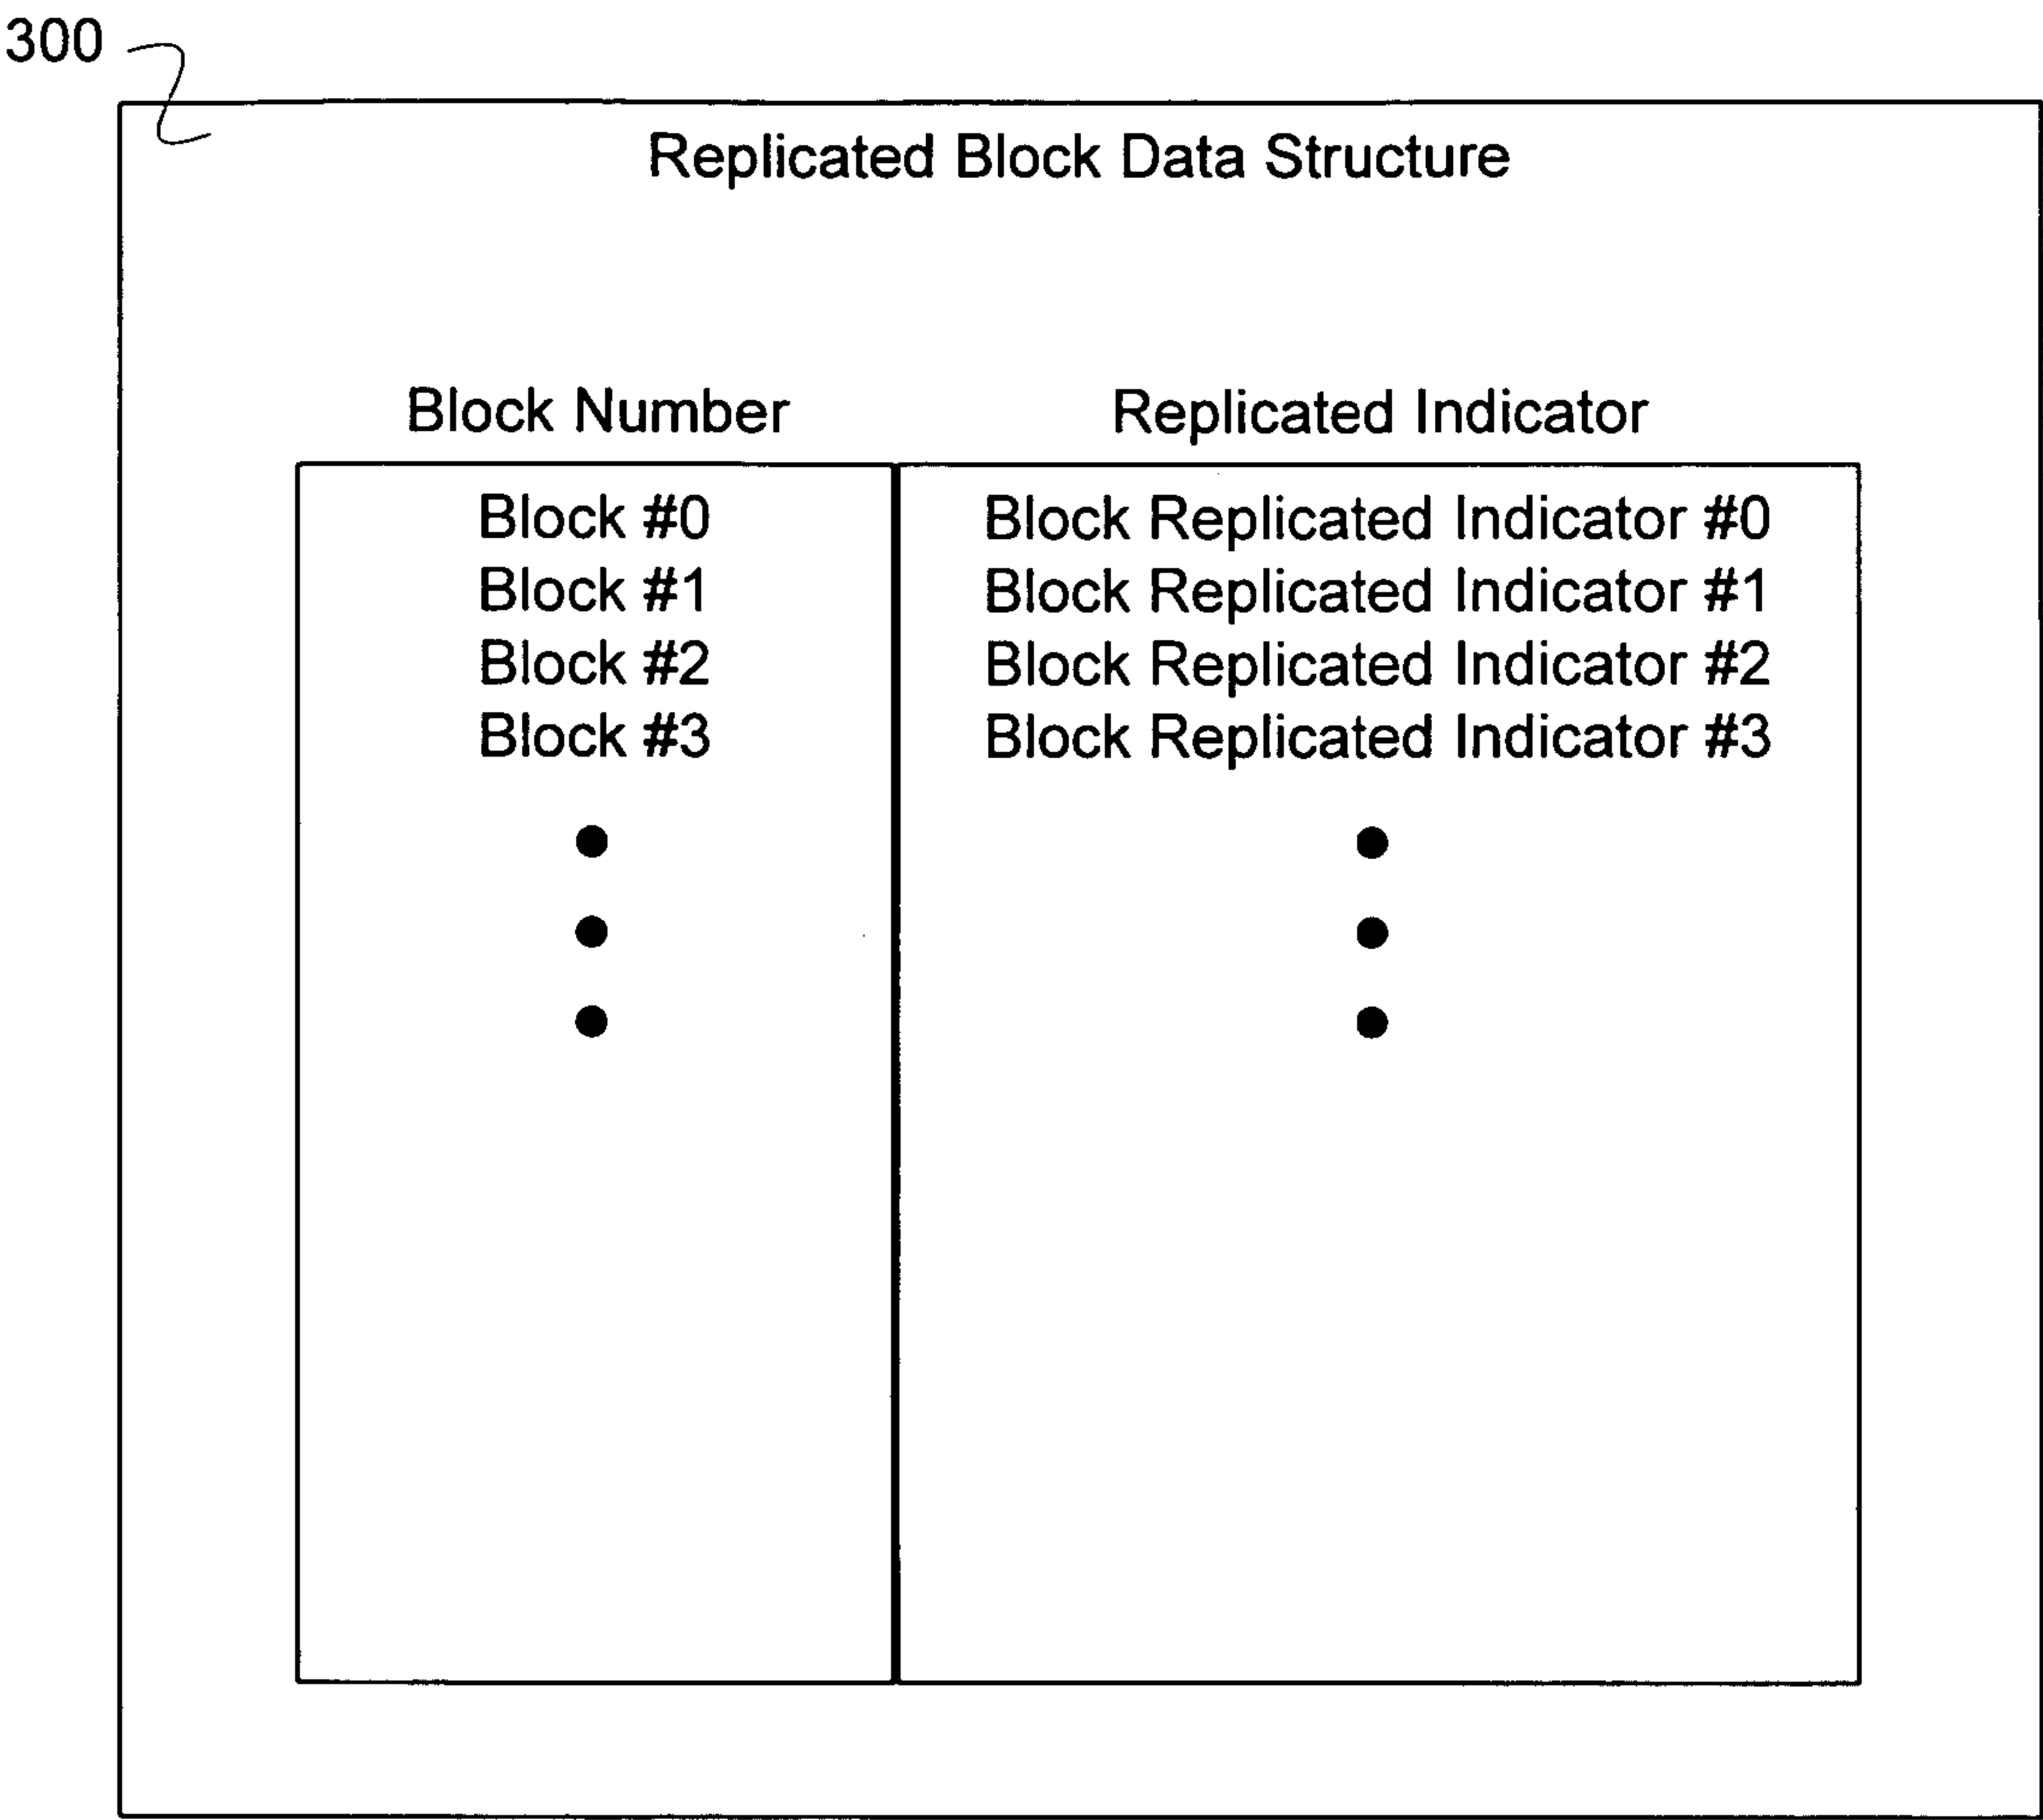 300
Replicated Block Data Structure
Block Number Replicated Indicator
Block #0 Block Replicated Indicator #0
Block #1 Block Replicated Indicator #1
Block #2 Block Replicated Indicator #2
Block #3 Block Replicated Indicator #3